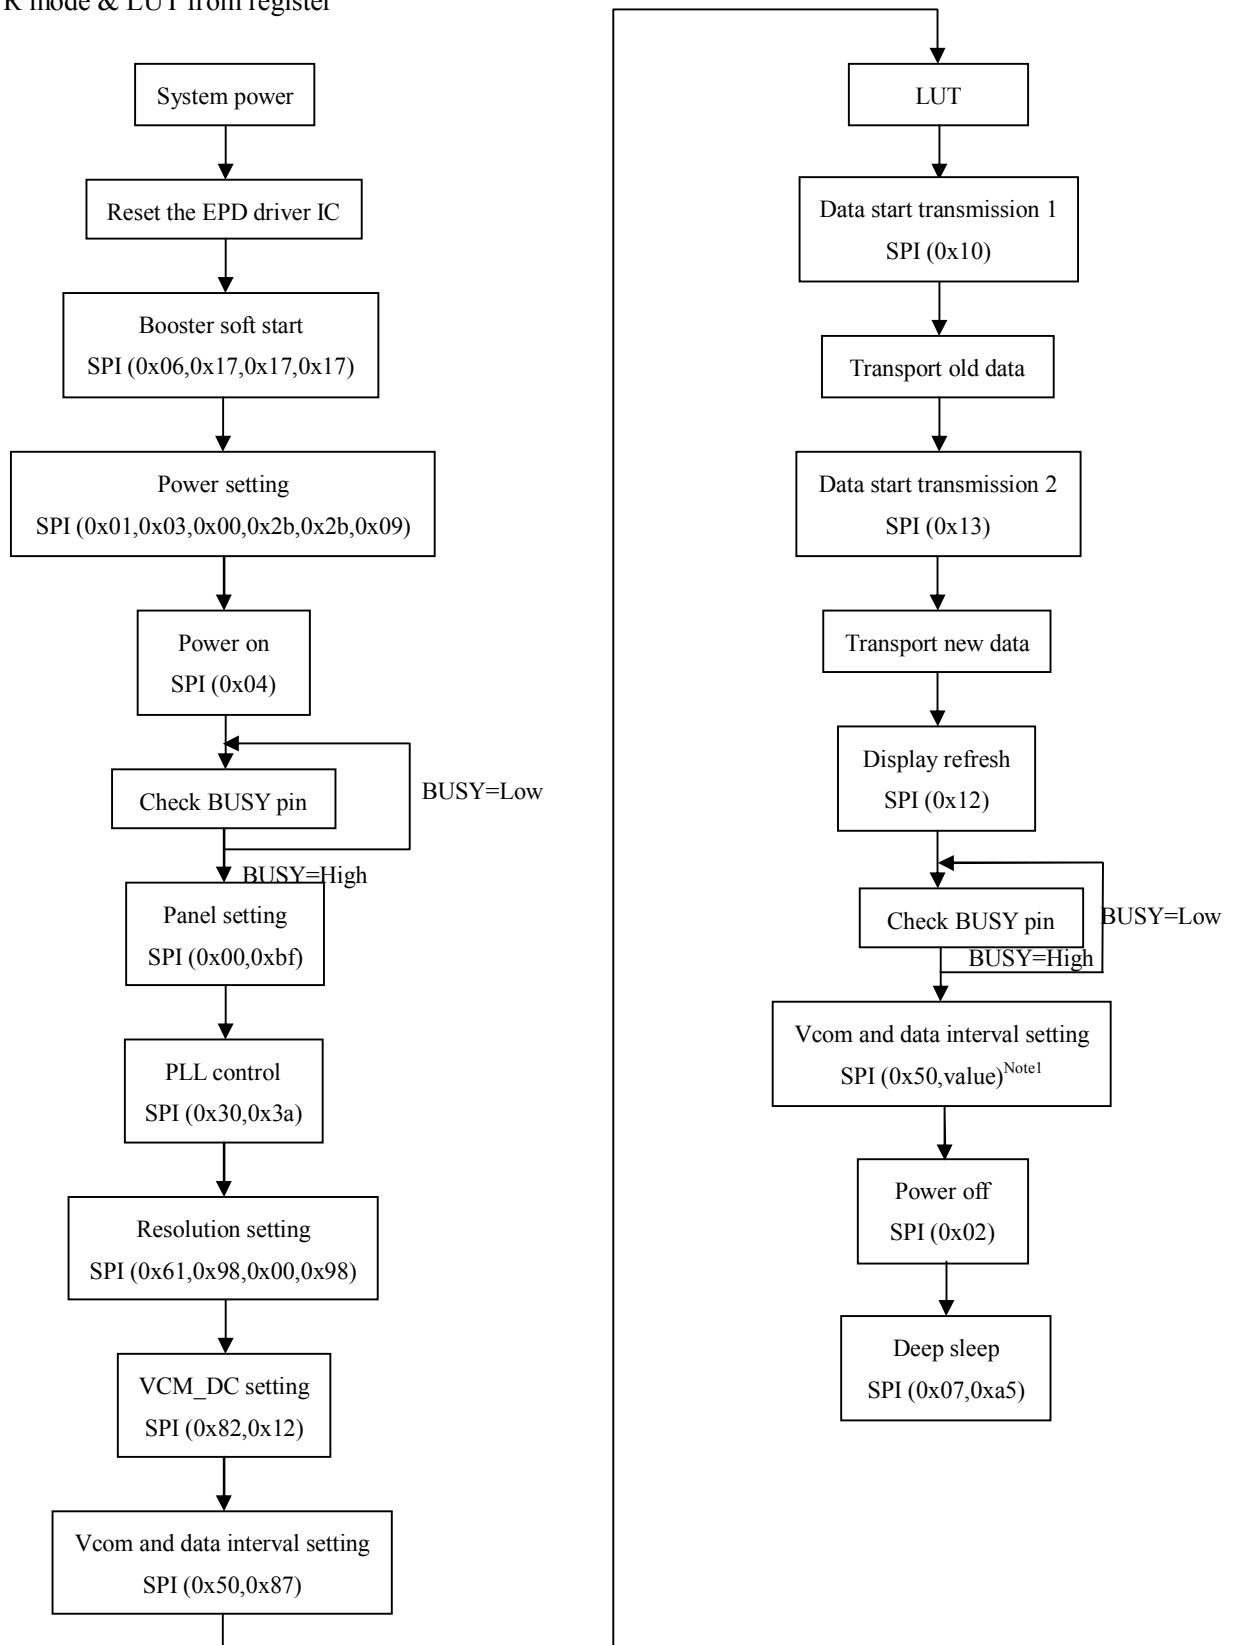 R mode & LUT from register
System power
Reset the EPD driver IC
Booster soft start
SPI (0x06,0x17,0x17,0x17)
Power setting
SPI (0x01,0x03,0x00,0x2b,0x2b,0x09)
Power on
SPI (0x04)
Check BUSY pin
BUSY=Low
BUSY=High
Panel setting
SPI (0x00,0xbf)
PLL control
SPI (0x30,0x3a)
Resolution setting
SPI (0x61,0x98,0x00,0x98)
VCM_DC setting
SPI (0x82,0x12)
Vcom and data interval setting
SPI (0x50,0x87)
LUT
Data start transmission 1
SPI (0x10)
Transport old data
Data start transmission 2
SPI (0x13)
Transport new data
Display refresh
SPI (0x12)
Check BUSY pin
BUSY=Low
BUSY=High
Vcom and data interval setting
SPI (0x50,value)Note1
Power off
SPI (0x02)
Deep sleep
SPI (0x07,0xa5)